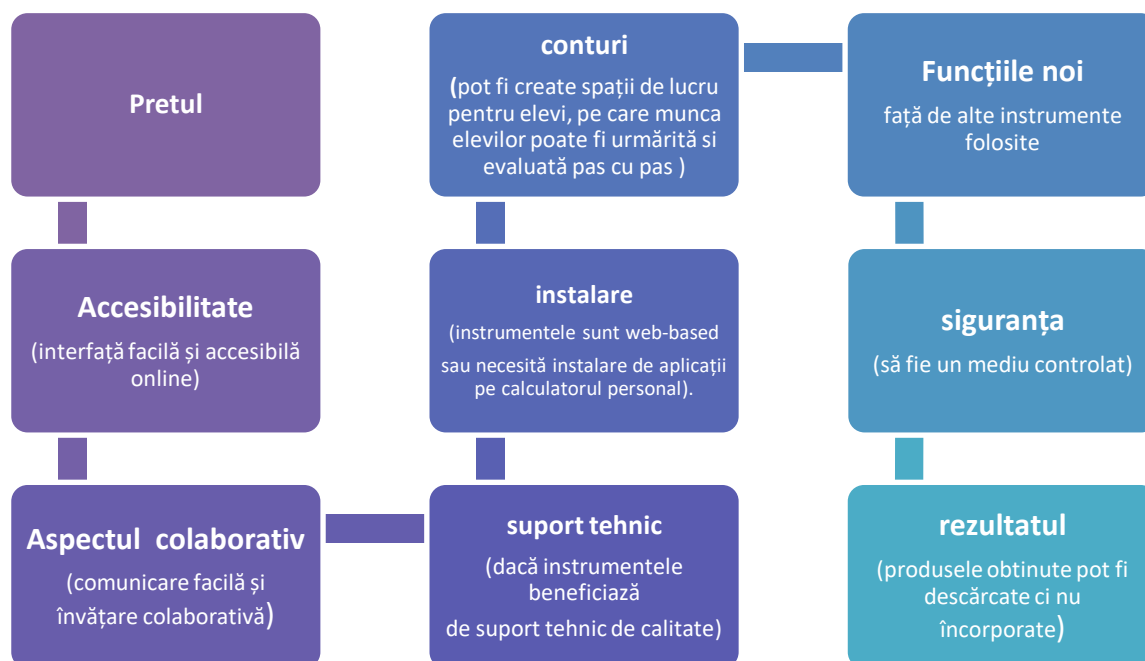 Pretul
Accesibilitate
(interfață facilă și accesibilă
online)
Aspectul colaborativ
(comunicare facilă și
învățare colaborativă)
suport tehnic
(dacă instrumentele
beneficiază
de suport tehnic de calitate)
instalare
(instrumentele sunt web-based
sau necesită instalare de aplicații
pe calculatorul personal).
conturi
(pot fi create spații de lucru
pentru elevi, pe care munca
elevilor poate fi urmărită si
evaluată pas cu pas )
Funcțiile noi
față de alte instrumente
folosite
siguranța
(să fie un mediu controlat)
rezultatul
(produsele obtinute pot fi
descărcate ci nu
încorporate)